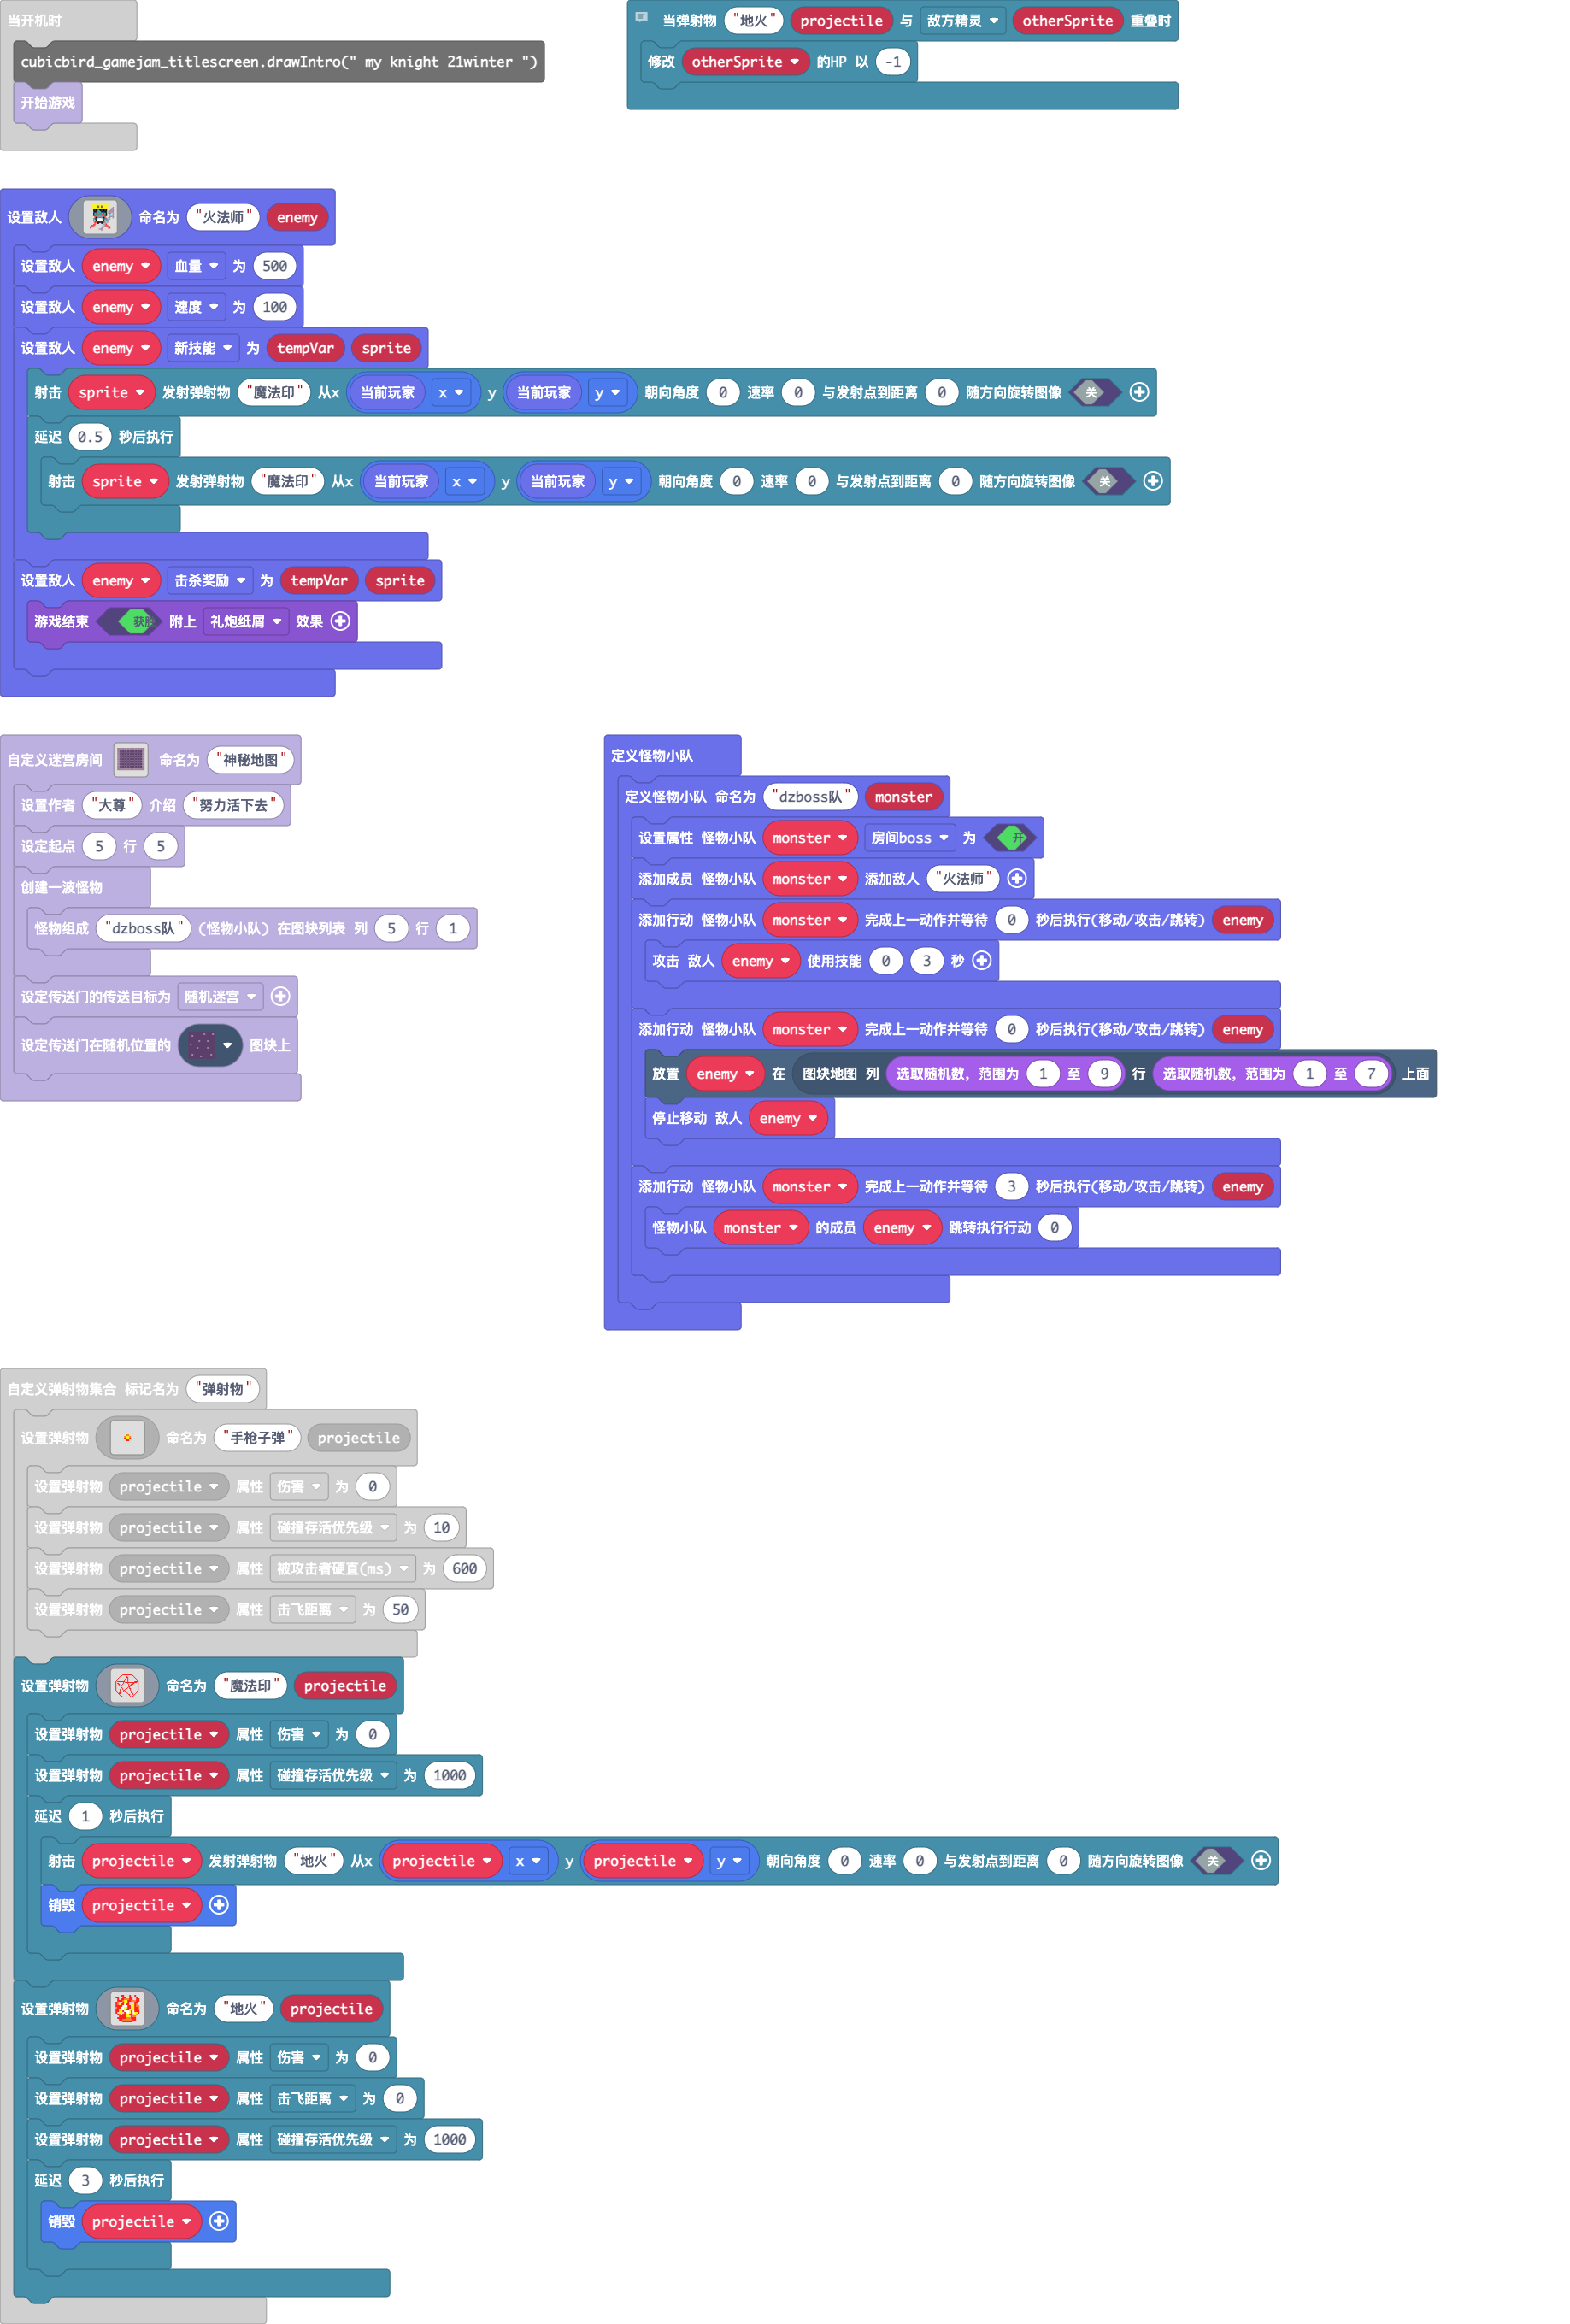 当开机时
cubicbird_gamejam_titlescreen.drawIntro(" my knight 21winter ")
开始游戏
当弹射物 "地火" projectile 与 敌方精灵 otherSprite 重叠时
修改 otherSprite 的HP 以 -1
设置敌人 命名为 "火法师" enemy
设置敌人 enemy 血量 为 500
设置敌人 enemy 速度 为 100
设置敌人 enemy 新技能 为 tempVar sprite
射击 sprite 发射弹射物 "魔法印" 从x 当前玩家 x y 当前玩家 y 朝向角度 0 速率 0 与发射点到距离 0 随方向旋转图像 关
延迟 0.5 秒后执行
射击 sprite 发射弹射物 "魔法印" 从x 当前玩家 x y 当前玩家 y 朝向角度 0 速率 0 与发射点到距离 0 随方向旋转图像 关
设置敌人 enemy 击杀奖励 为 tempVar sprite
游戏结束 获 附上 礼炮纸屑 效果
自定义迷宫房间 命名为 "神秘地图"
设置作者 "大尊" 介绍 "努力活下去"
设定起点 5 行 5
创建一波怪物
怪物组成 "dzboss队" (怪物小队) 在图块列表 列 5 行 1
设定传送门的传送目标为 随机迷宫
设定传送门在随机位置的 图块上
定义怪物小队
定义怪物小队 命名为 "dzboss队" monster
设置属性 怪物小队 monster 房间boss 为 开
添加成员 怪物小队 monster 添加敌人 "火法师"
添加行动 怪物小队 monster 完成上一动作并等待 0 秒后执行(移动/攻击/跳转) enemy
攻击 敌人 enemy 使用技能 0 3 秒
添加行动 怪物小队 monster 完成上一动作并等待 0 秒后执行(移动/攻击/跳转) enemy
放置 enemy 在 图块地图 列 选取随机数，范围为 1 至 9 行 选取随机数，范围为 1 至 7 上面
停止移动 敌人 enemy
添加行动 怪物小队 monster 完成上一动作并等待 3 秒后执行(移动/攻击/跳转) enemy
怪物小队 monster 的成员 enemy 跳转执行行动 0
自定义弹射物集合 标记名为 "弹射物"
设置弹射物 命名为 "手枪子弹" projectile
设置弹射物 projectile 属性 伤害 为 0
设置弹射物 projectile 属性 碰撞存活优先级 为 10
设置弹射物 projectile 属性 被攻击者硬直(ms) 为 600
设置弹射物 projectile 属性 击飞距离 为 50
设置弹射物 命名为 "魔法印" projectile
设置弹射物 projectile 属性 伤害 为 0
设置弹射物 projectile 属性 碰撞存活优先级 为 1000
延迟 1 秒后执行
射击 projectile 发射弹射物 "地火" 从x projectile x y projectile y 朝向角度 0 速率 0 与发射点到距离 0 随方向旋转图像 关
销毁 projectile
设置弹射物 命名为 "地火" projectile
设置弹射物 projectile 属性 伤害 为 0
设置弹射物 projectile 属性 击飞距离 为 0
设置弹射物 projectile 属性 碰撞存活优先级 为 1000
延迟 3 秒后执行
销毁 projectile